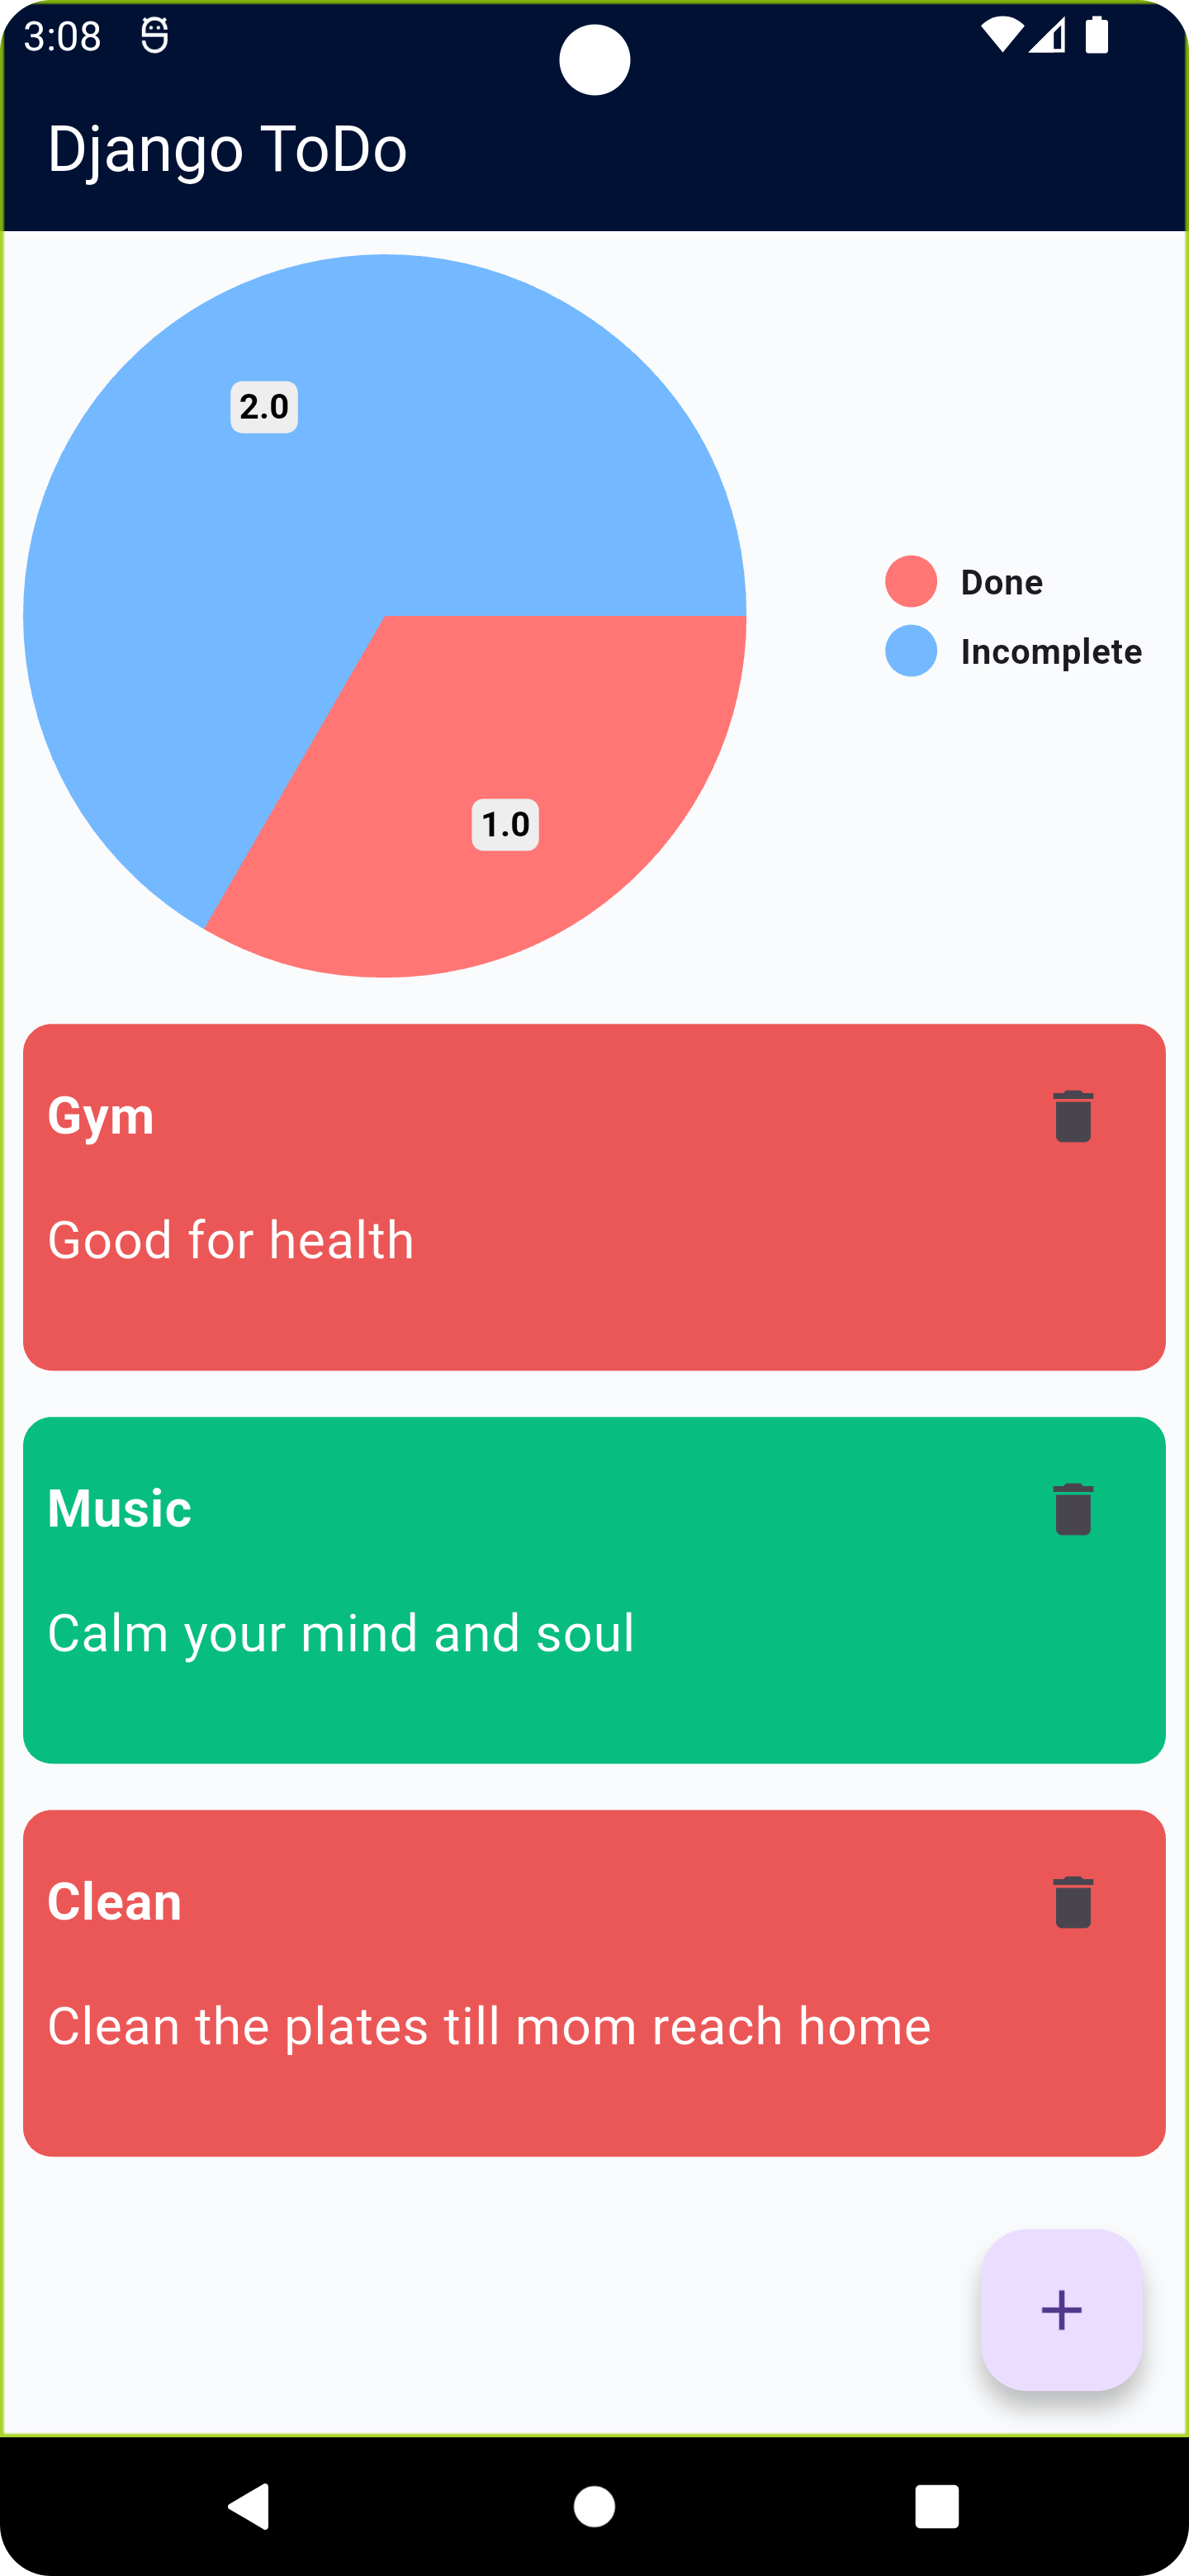 3:08
Django ToDo
2.0
Done
Incomplete
1.0
Gym
Good for health
Music
Calm your mind and soul
Clean
Clean the plates till mom reach home